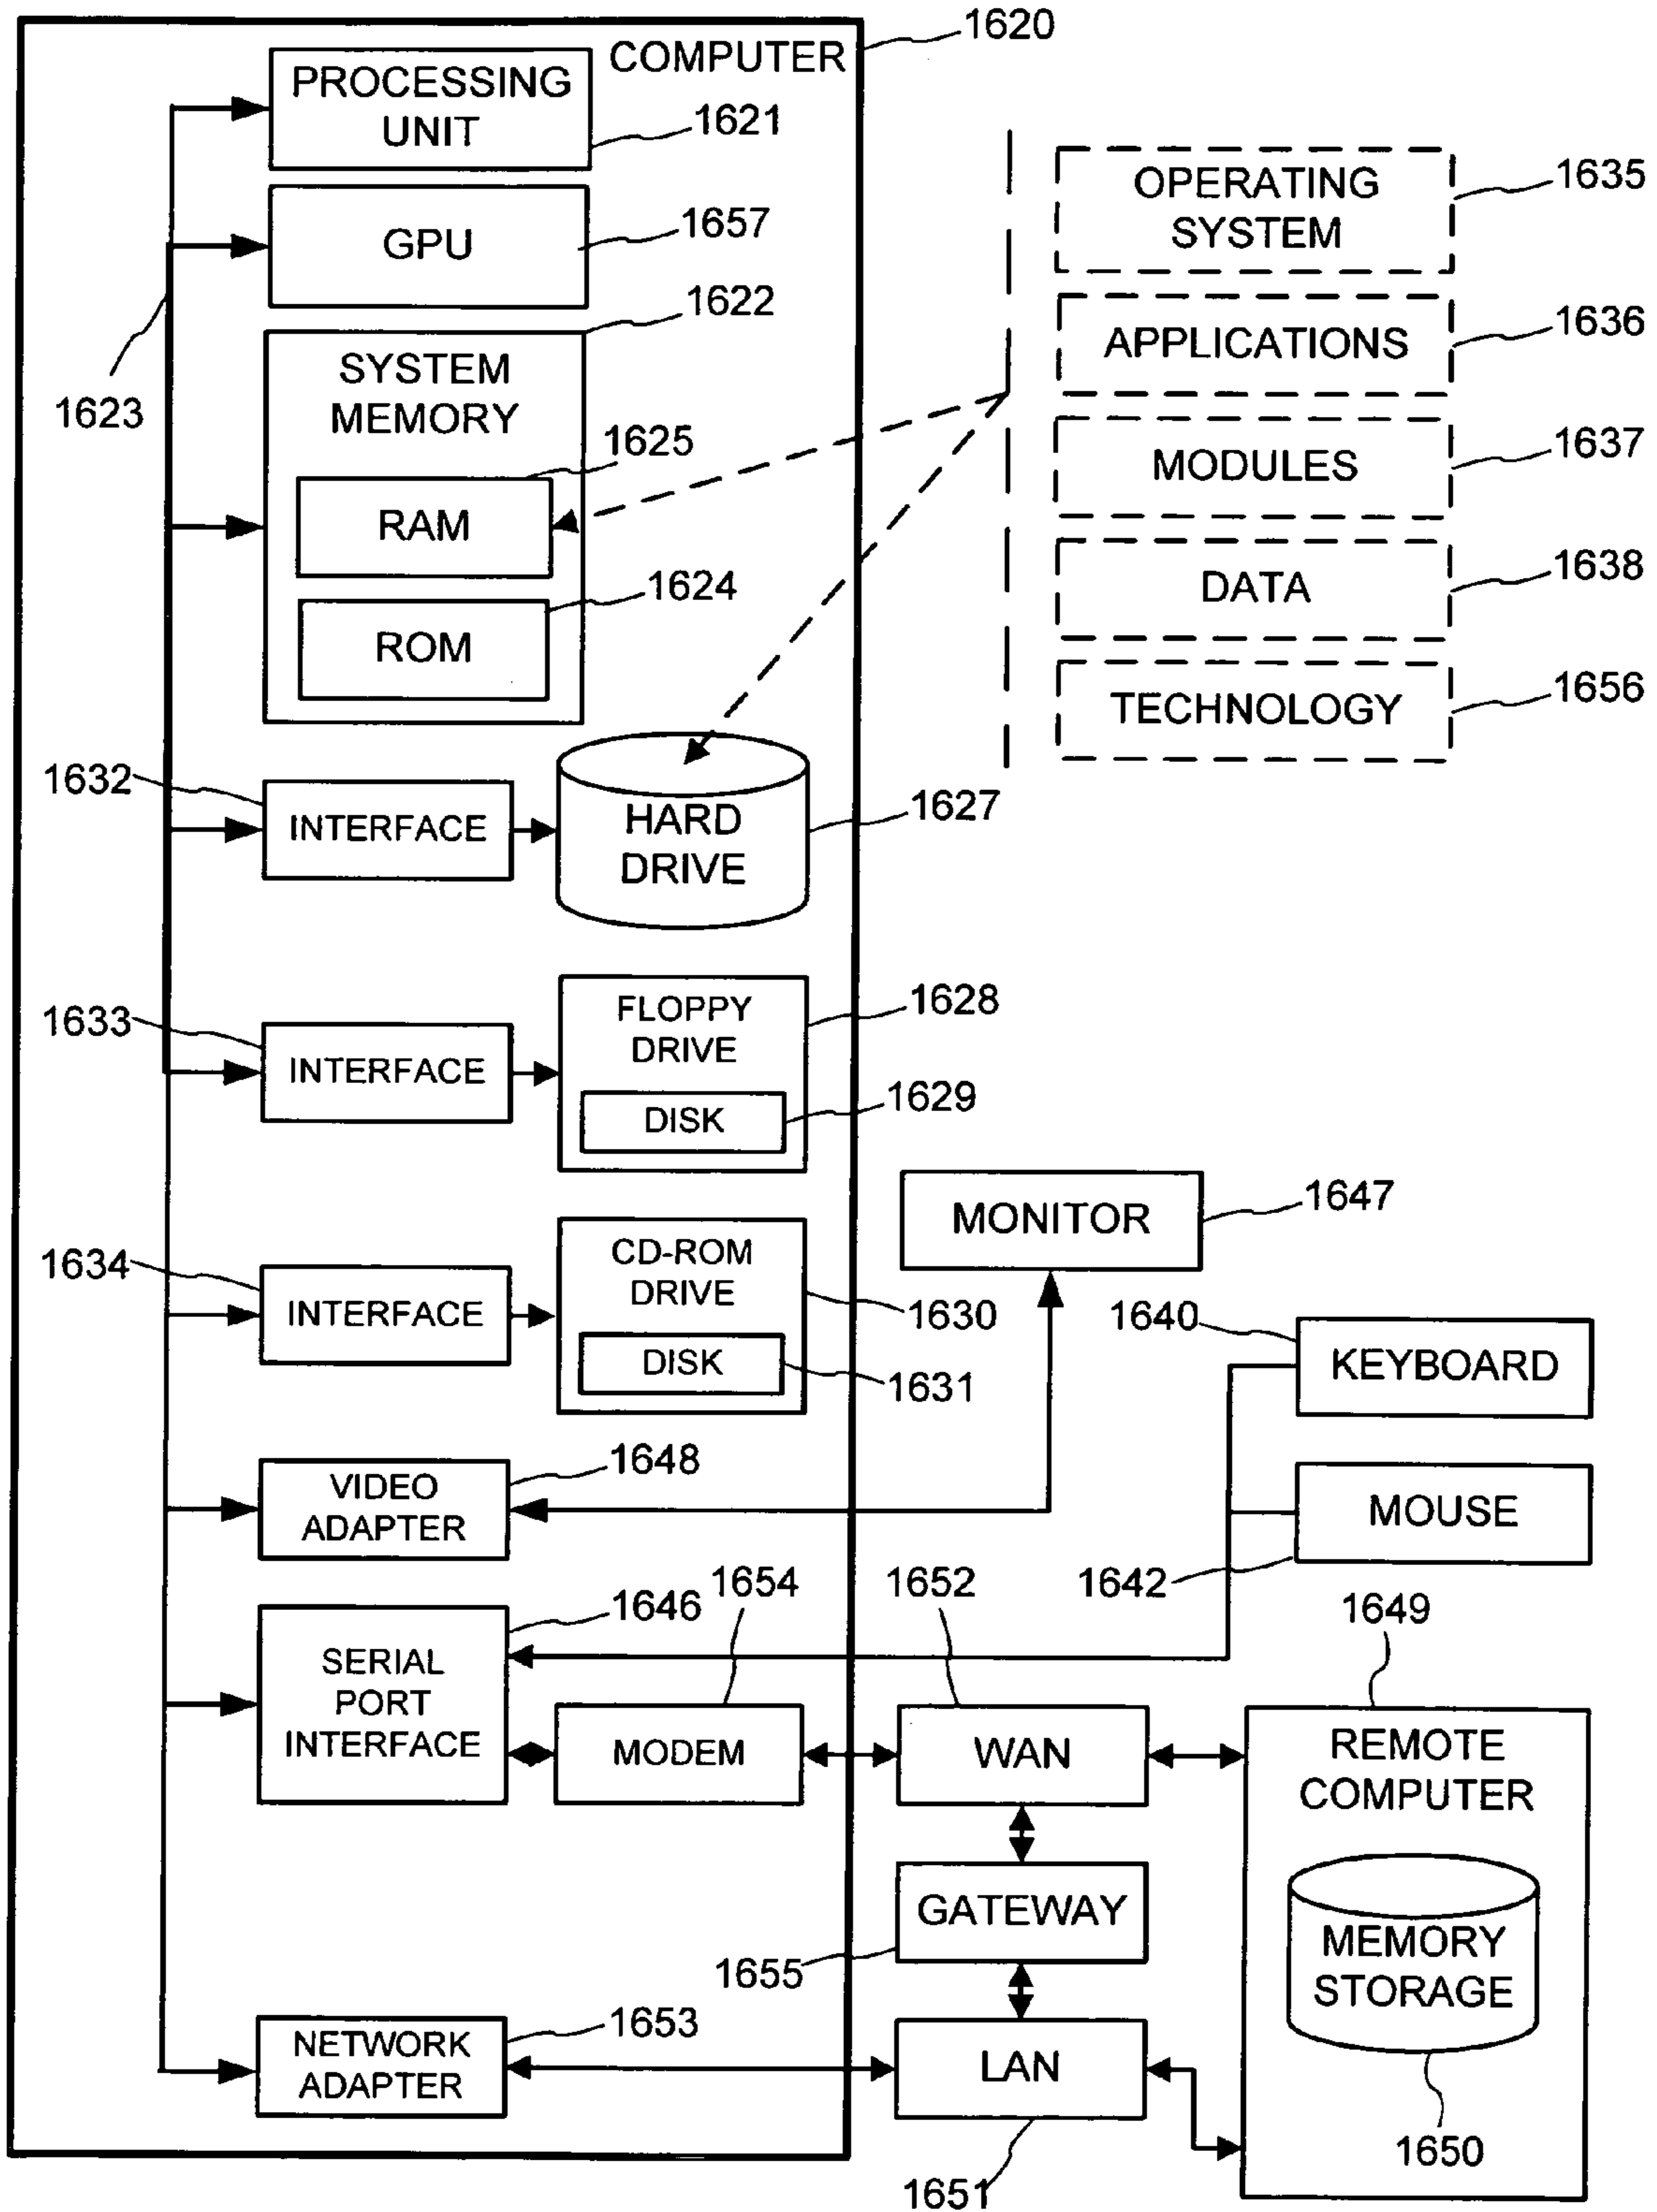 1620
COMPUTER
PROCESSING
UNIT
1621
GPU
1657
1622
SYSTEM
MEMORY
1623
1625
RAM
1624
ROM
OPERATING
SYSTEM
1635
APPLICATIONS
1636
MODULES
1637
DATA
1638
TECHNOLOGY
1656
1632
INTERFACE
HARD
DRIVE
1627
1633
INTERFACE
FLOPPY
DRIVE
1628
DISK
1629
1634
INTERFACE
CD-ROM
DRIVE
1630
DISK
1631
MONITOR
1647
1640
KEYBOARD
MOUSE
1642
VIDEO
ADAPTER
1648
1646
SERIAL
PORT
INTERFACE
1654
MODEM
1652
WAN
1649
REMOTE
COMPUTER
GATEWAY
1655
MEMORY
STORAGE
1650
NETWORK
ADAPTER
1653
LAN
1651